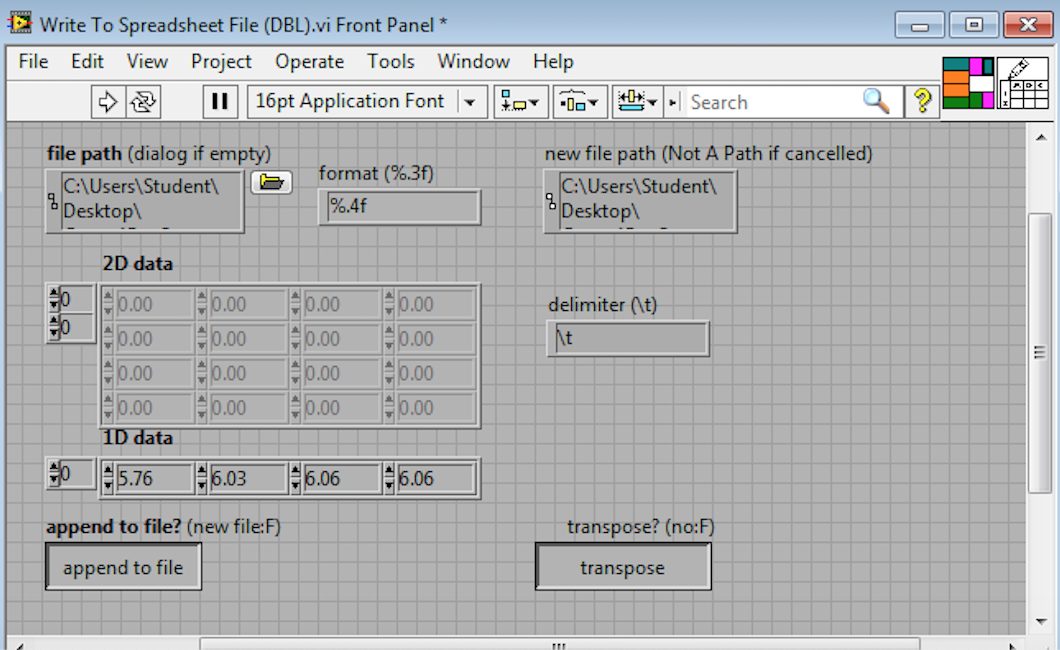 Write To Spreadsheet File (DBL).vi Front Panel *
File Edit View Project Operate Tools Window Help
16pt Application Font Search ?
file path (dialog if empty) new file path (Not A Path if cancelled)
format (%.3f)
C:\Users\Student\ C:\Users\Student\
Desktop\ %.4f Desktop\
2D data
0 0.00 0.00 0.00 0.00
delimiter (\t)
0 0.00 0.00 0.00 0.00
\t
0.00 0.00 0.00 0.00
0.00 0.00 0.00 0.00
1D data
0 5.76 6.03 6.06 6.06
append to file? (new file:F) transpose? (no:F)
append to file transpose